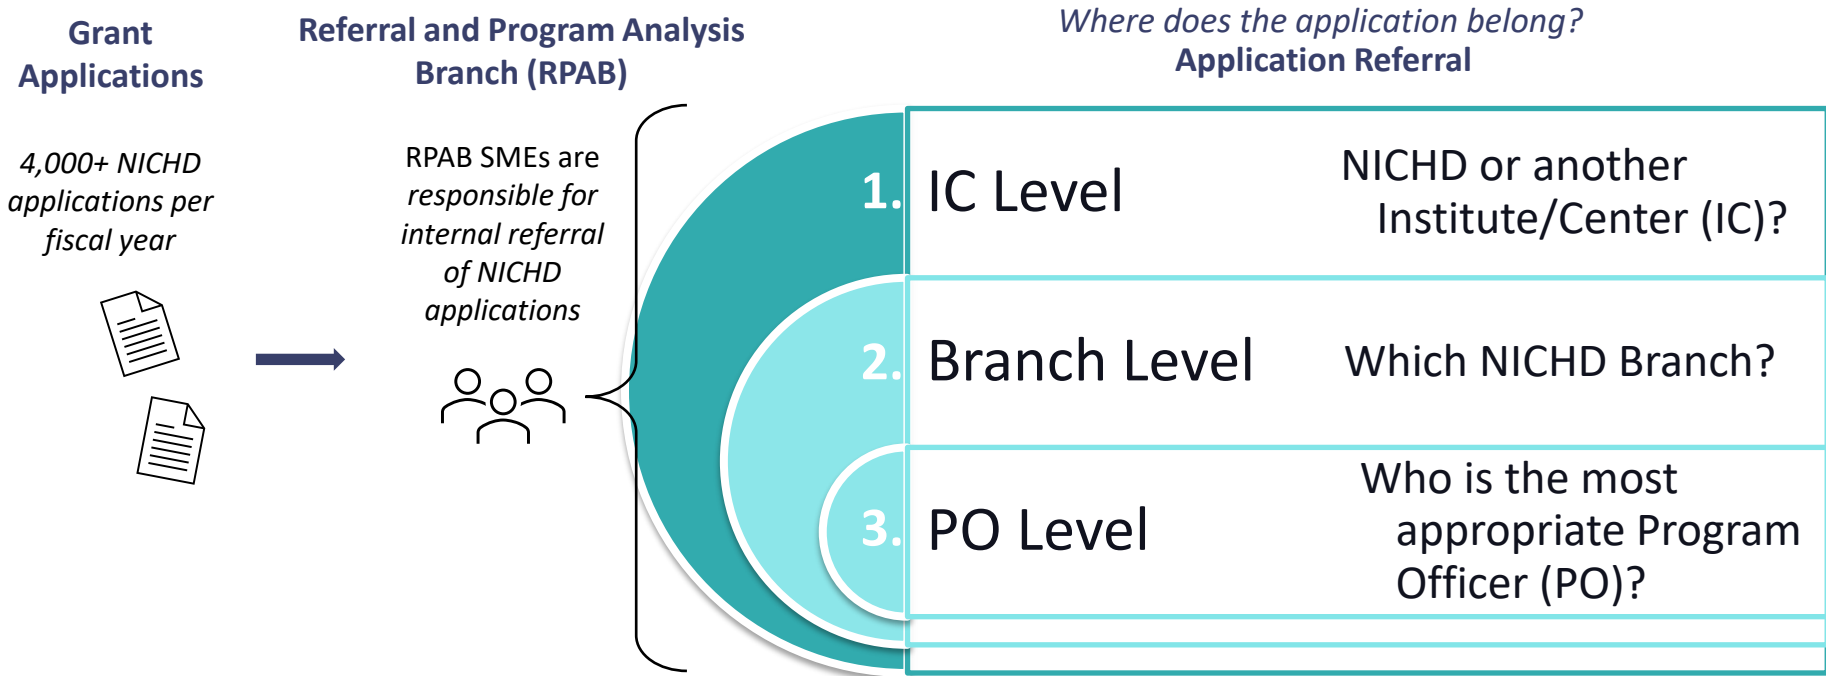 Grant
Applications
4,000+ NICHD
applications per
fiscal year
Referral and Program Analysis
Branch (RPAB)
RPAB SMEs are
responsible for
internal referral
of NICHD
applications
Where does the application belong?
Application Referral
1. IC Level
NICHD or another
Institute/Center (IC)?
2. Branch Level
Which NICHD Branch?
3. PO Level
Who is the most
appropriate Program
Officer (PO)?